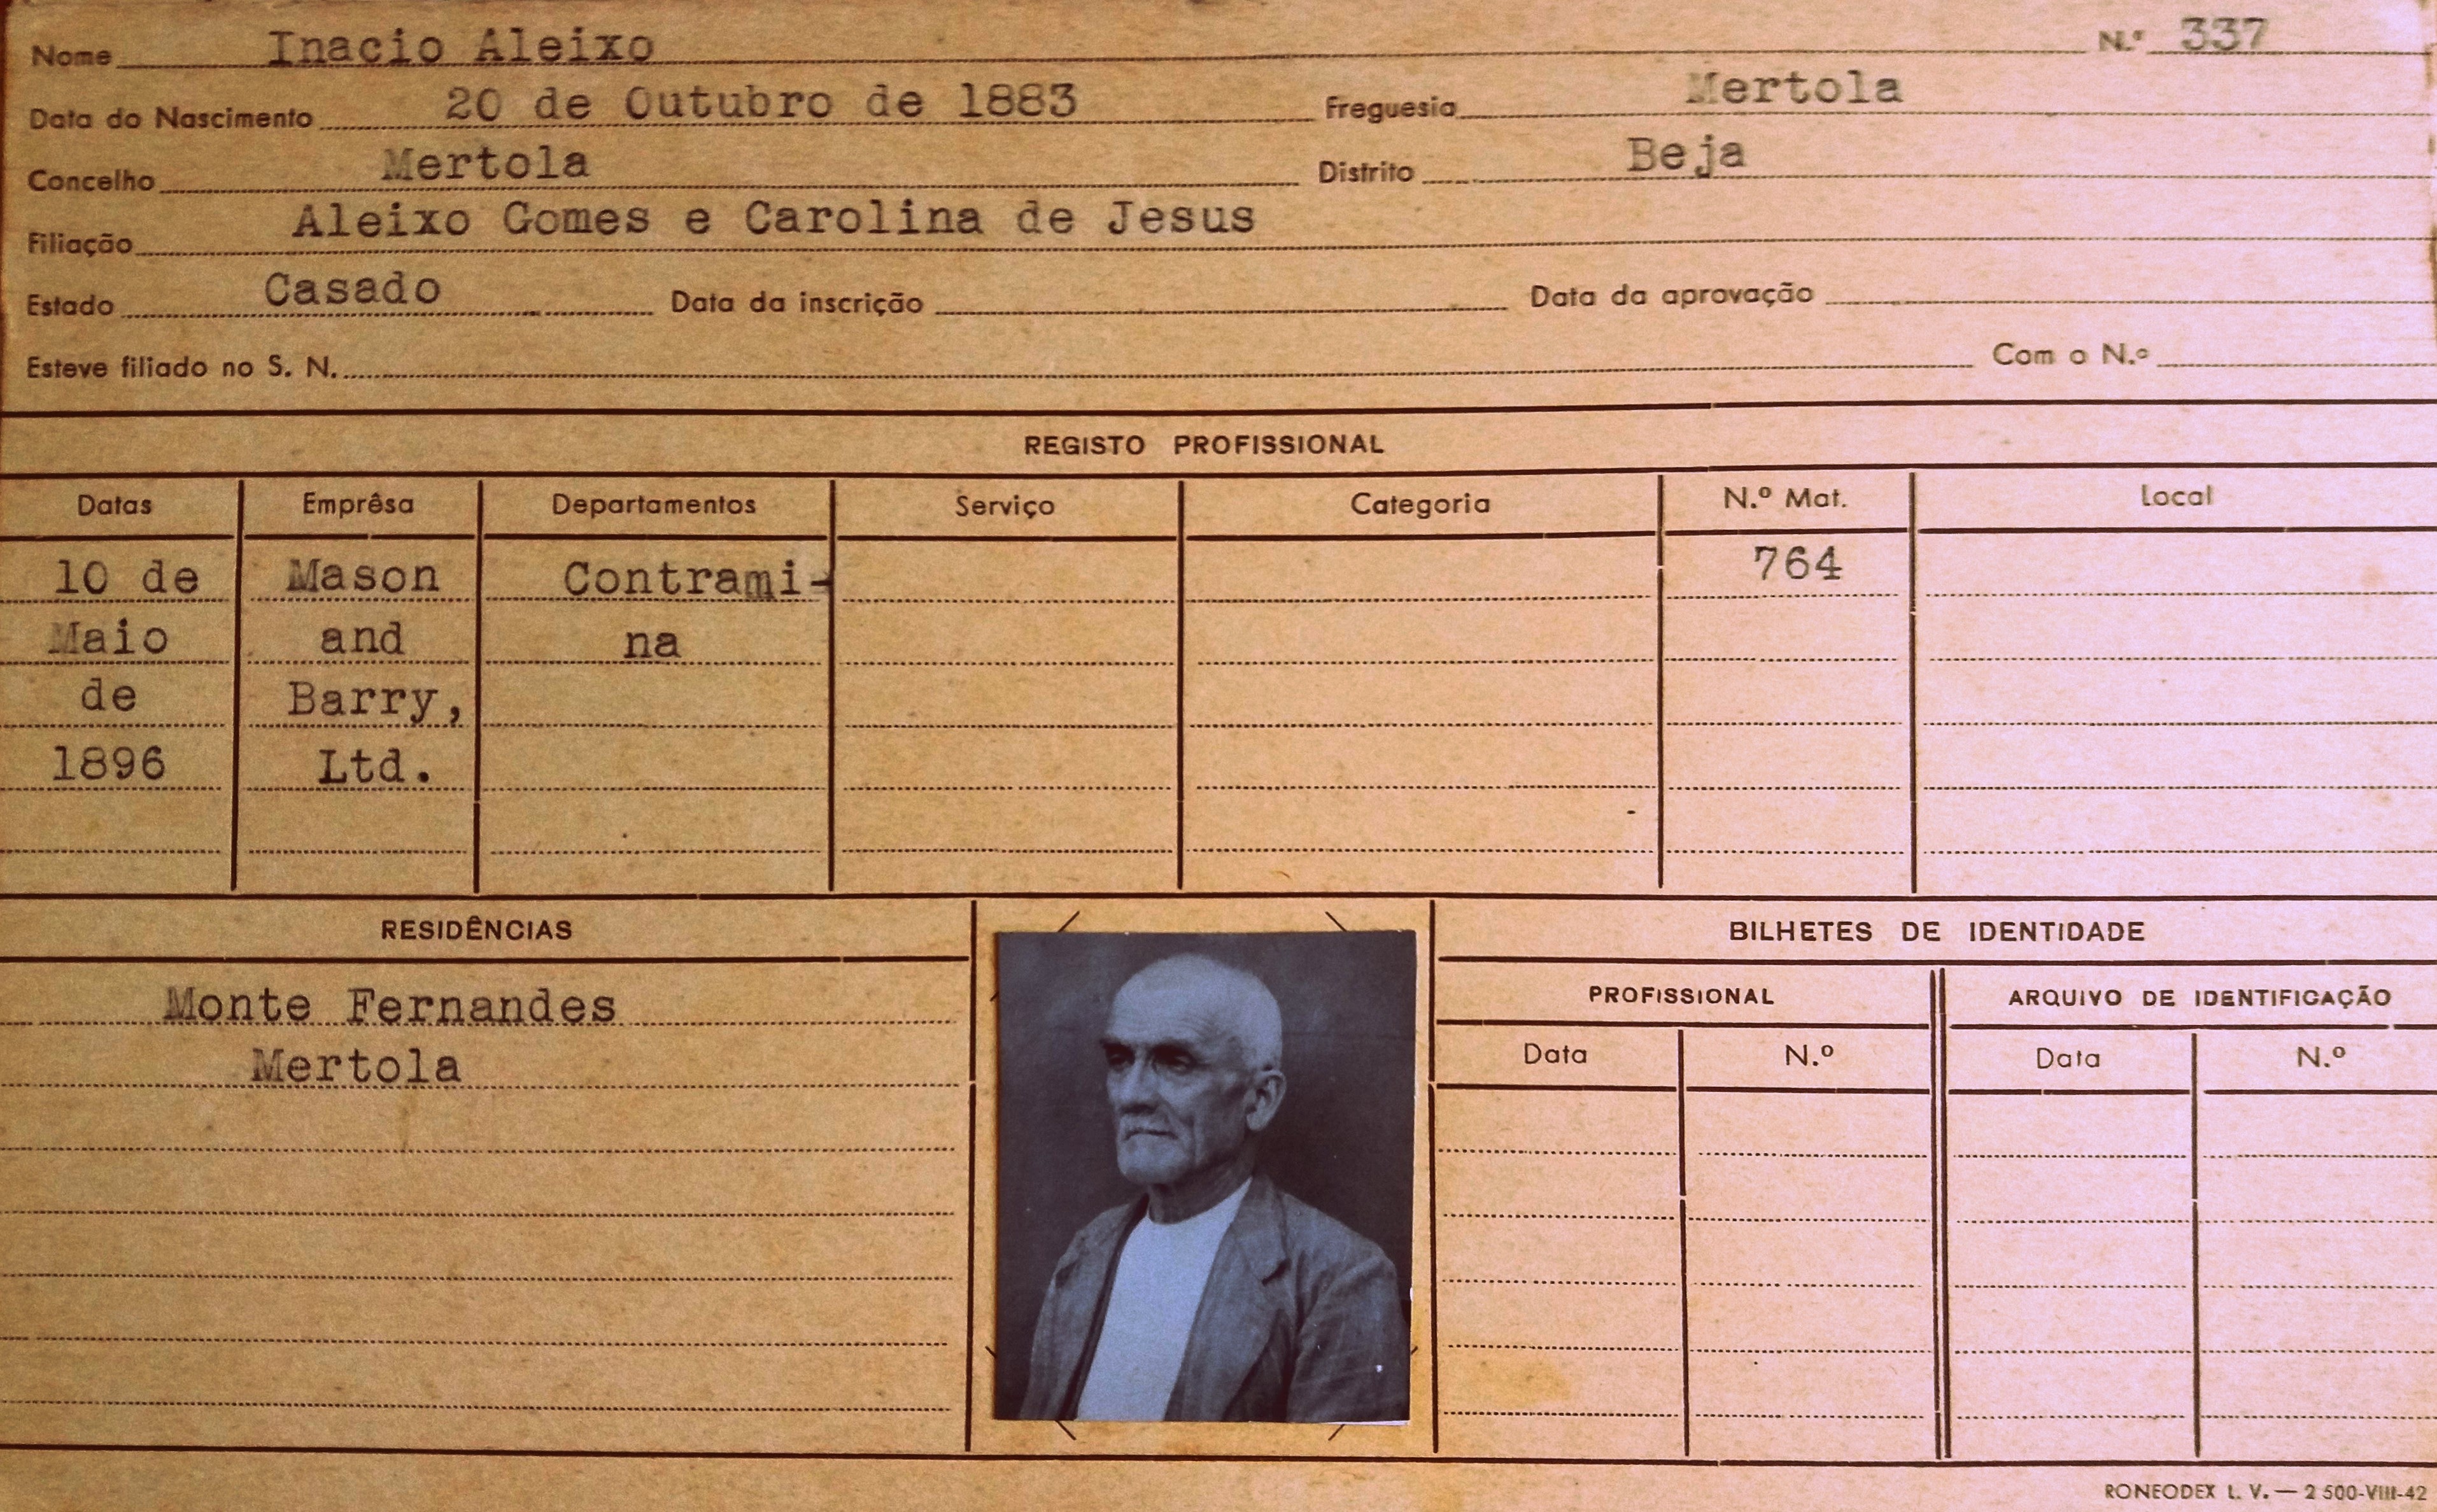 Nome Inacio Aleixo N.º 337
Data do Nascimento 20 de Outubro de 1883 Freguesia Mertola
Concelho Mertola Distrito Beja
Filiação Aleixo Gomes e Carolina de Jesus
Estado Casado Data da inscrição Data da aprovação
Esteve filiado no S. N. Com o N.º
REGISTO PROFISSIONAL
Datas Emprêsa Departamentos Serviço Categoria N.º Mat. Local
10 de Mason Contrami- 764
Maio and na
de Barry,
1896 Ltd.
RESIDÊNCIAS BILHETES DE IDENTIDADE
PROFISSIONAL ARQUIVO DE IDENTIFICAÇÃO
Monte Fernandes
Mertola
Data N.º Data N.º
RONEODEX L. V. — 2 500-VIII-42